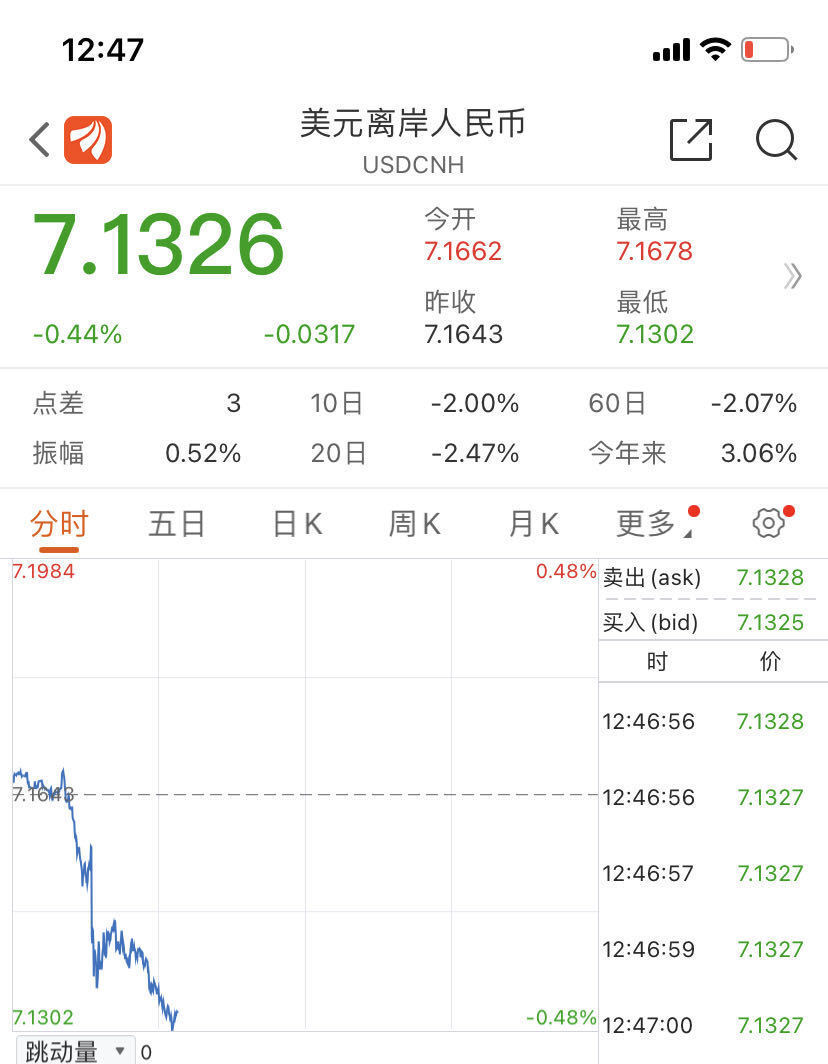 12:47
美元离岸人民币
USDCNH
7.1326
今开
最高
7.1662
7.1678
昨收
最低
-0.44%
-0.0317
7.1643
7.1302
点差 3 10日 -2.00% 60日 -2.07%
振幅 0.52% 20日 -2.47% 今年来 3.06%
分时 五日 日K 周K 月K 更多
7.1984
0.48%
7.1643
7.1302
-0.48%
卖出(ask) 7.1328
买入(bid) 7.1325
时 价
12:46:56 7.1328
12:46:56 7.1327
12:46:57 7.1327
12:46:59 7.1327
12:47:00 7.1327
跳动量 0